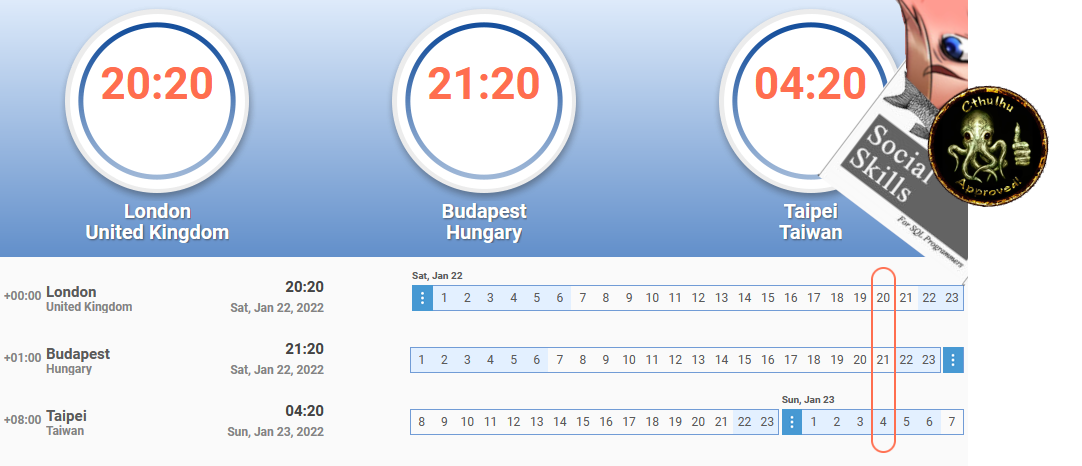 20:20
21:20
04:20
London
United Kingdom
Budapest
Hungary
Taipei
Taiwan
Social
Skills
For SQL Programmers
Cthulhu
Approved!
Sat, Jan 22
+00:00 London 20:20
United Kingdom Sat, Jan 22, 2022
1 2 3 4 5 6 7 8 9 10 11 12 13 14 15 16 17 18 19 20 21 22 23
+01:00 Budapest 21:20
Hungary Sat, Jan 22, 2022
1 2 3 4 5 6 7 8 9 10 11 12 13 14 15 16 17 18 19 20 21 22 23
Sun, Jan 23
+08:00 Taipei 04:20
Taiwan Sun, Jan 23, 2022
8 9 10 11 12 13 14 15 16 17 18 19 20 21 22 23 1 2 3 4 5 6 7